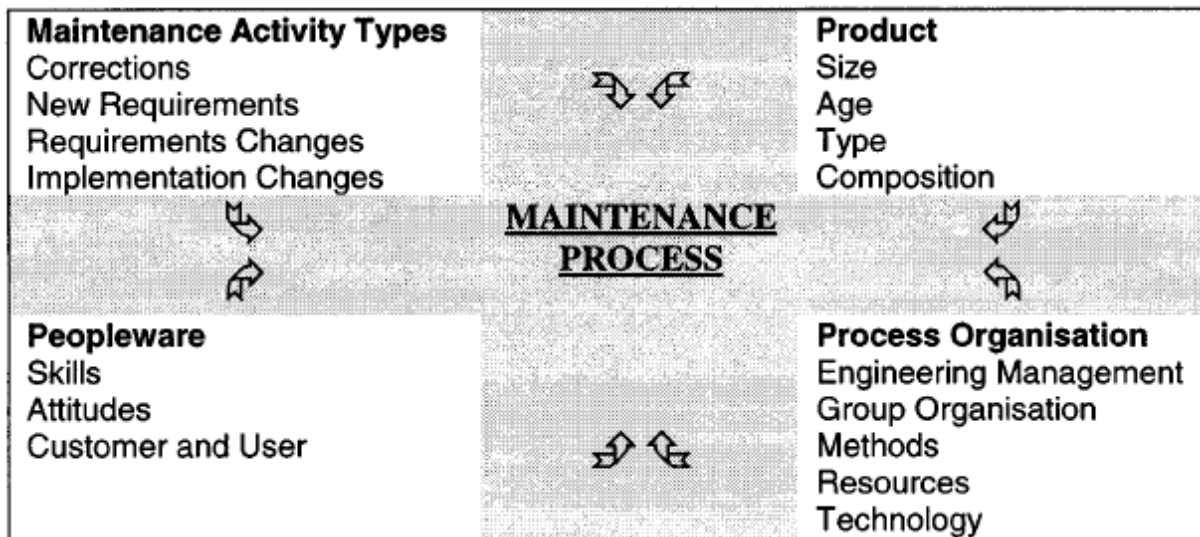 Maintenance Activity Types
Corrections
New Requirements
Requirements Changes
Implementation Changes
Product
Size
Age
Type
Composition
MAINTENANCE
PROCESS
Peopleware
Skills
Attitudes
Customer and User
Process Organisation
Engineering Management
Group Organisation
Methods
Resources
Technology